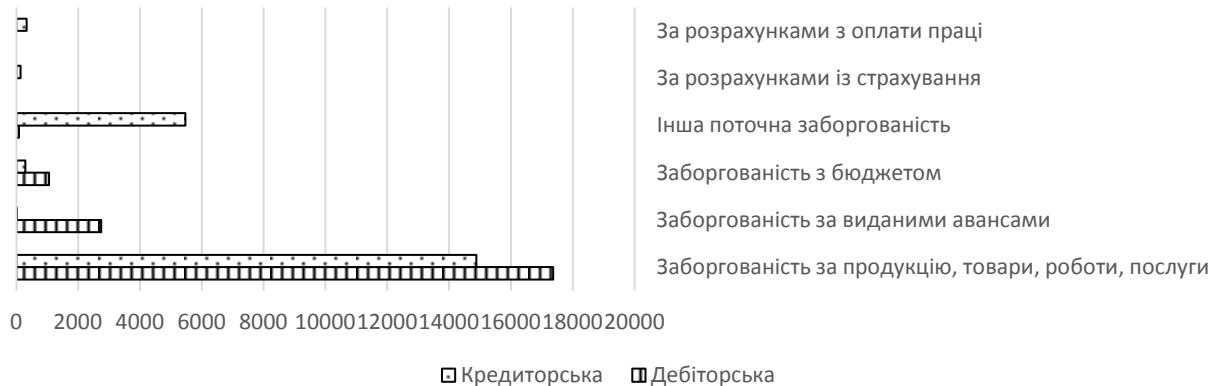 За розрахунками з оплати праці
За розрахунками із страхування
Інша поточна заборгованість
Заборгованість з бюджетом
Заборгованість за виданими авансами
Заборгованість за продукцію, товари, роботи, послуги
0 2000 4000 6000 8000 10000 12000 14000 16000 18000 20000
Кредиторська Дебіторська